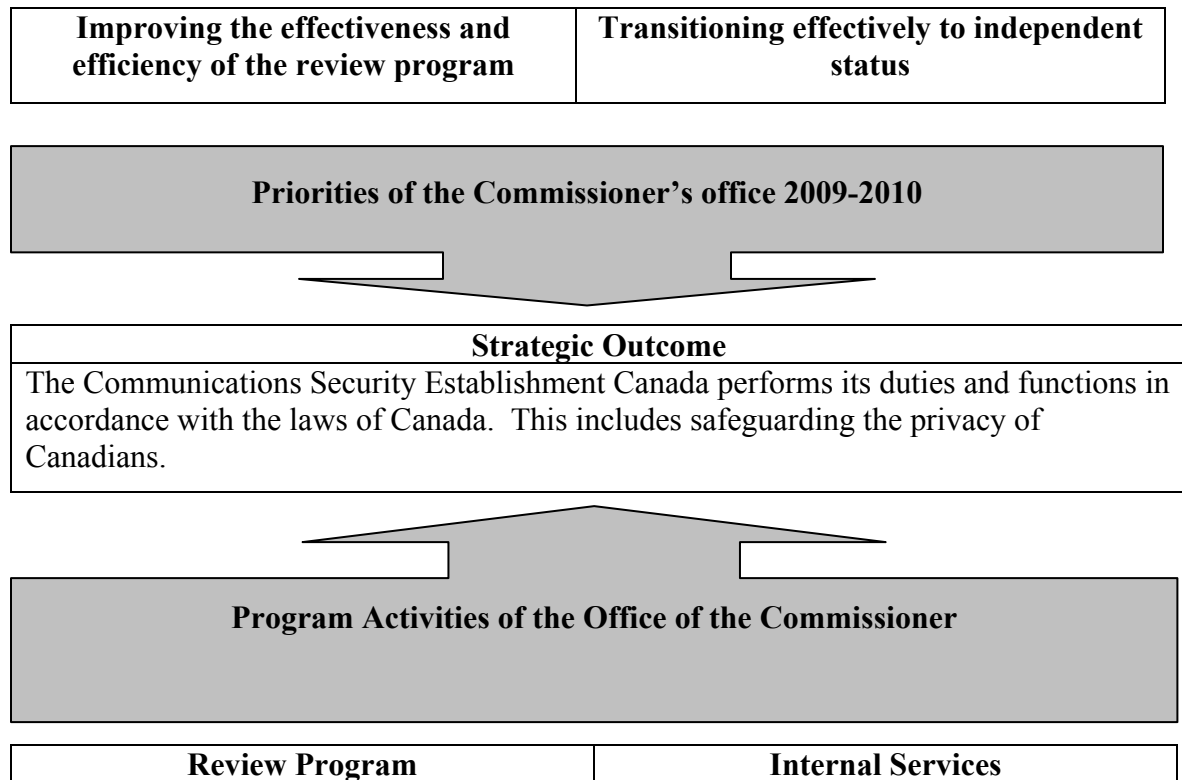 Improving the effectiveness and
efficiency of the review program
Transitioning effectively to independent
status
Priorities of the Commissioner’s office 2009-2010
Strategic Outcome
The Communications Security Establishment Canada performs its duties and functions in
accordance with the laws of Canada.  This includes safeguarding the privacy of
Canadians.
Program Activities of the Office of the Commissioner
Review Program
Internal Services